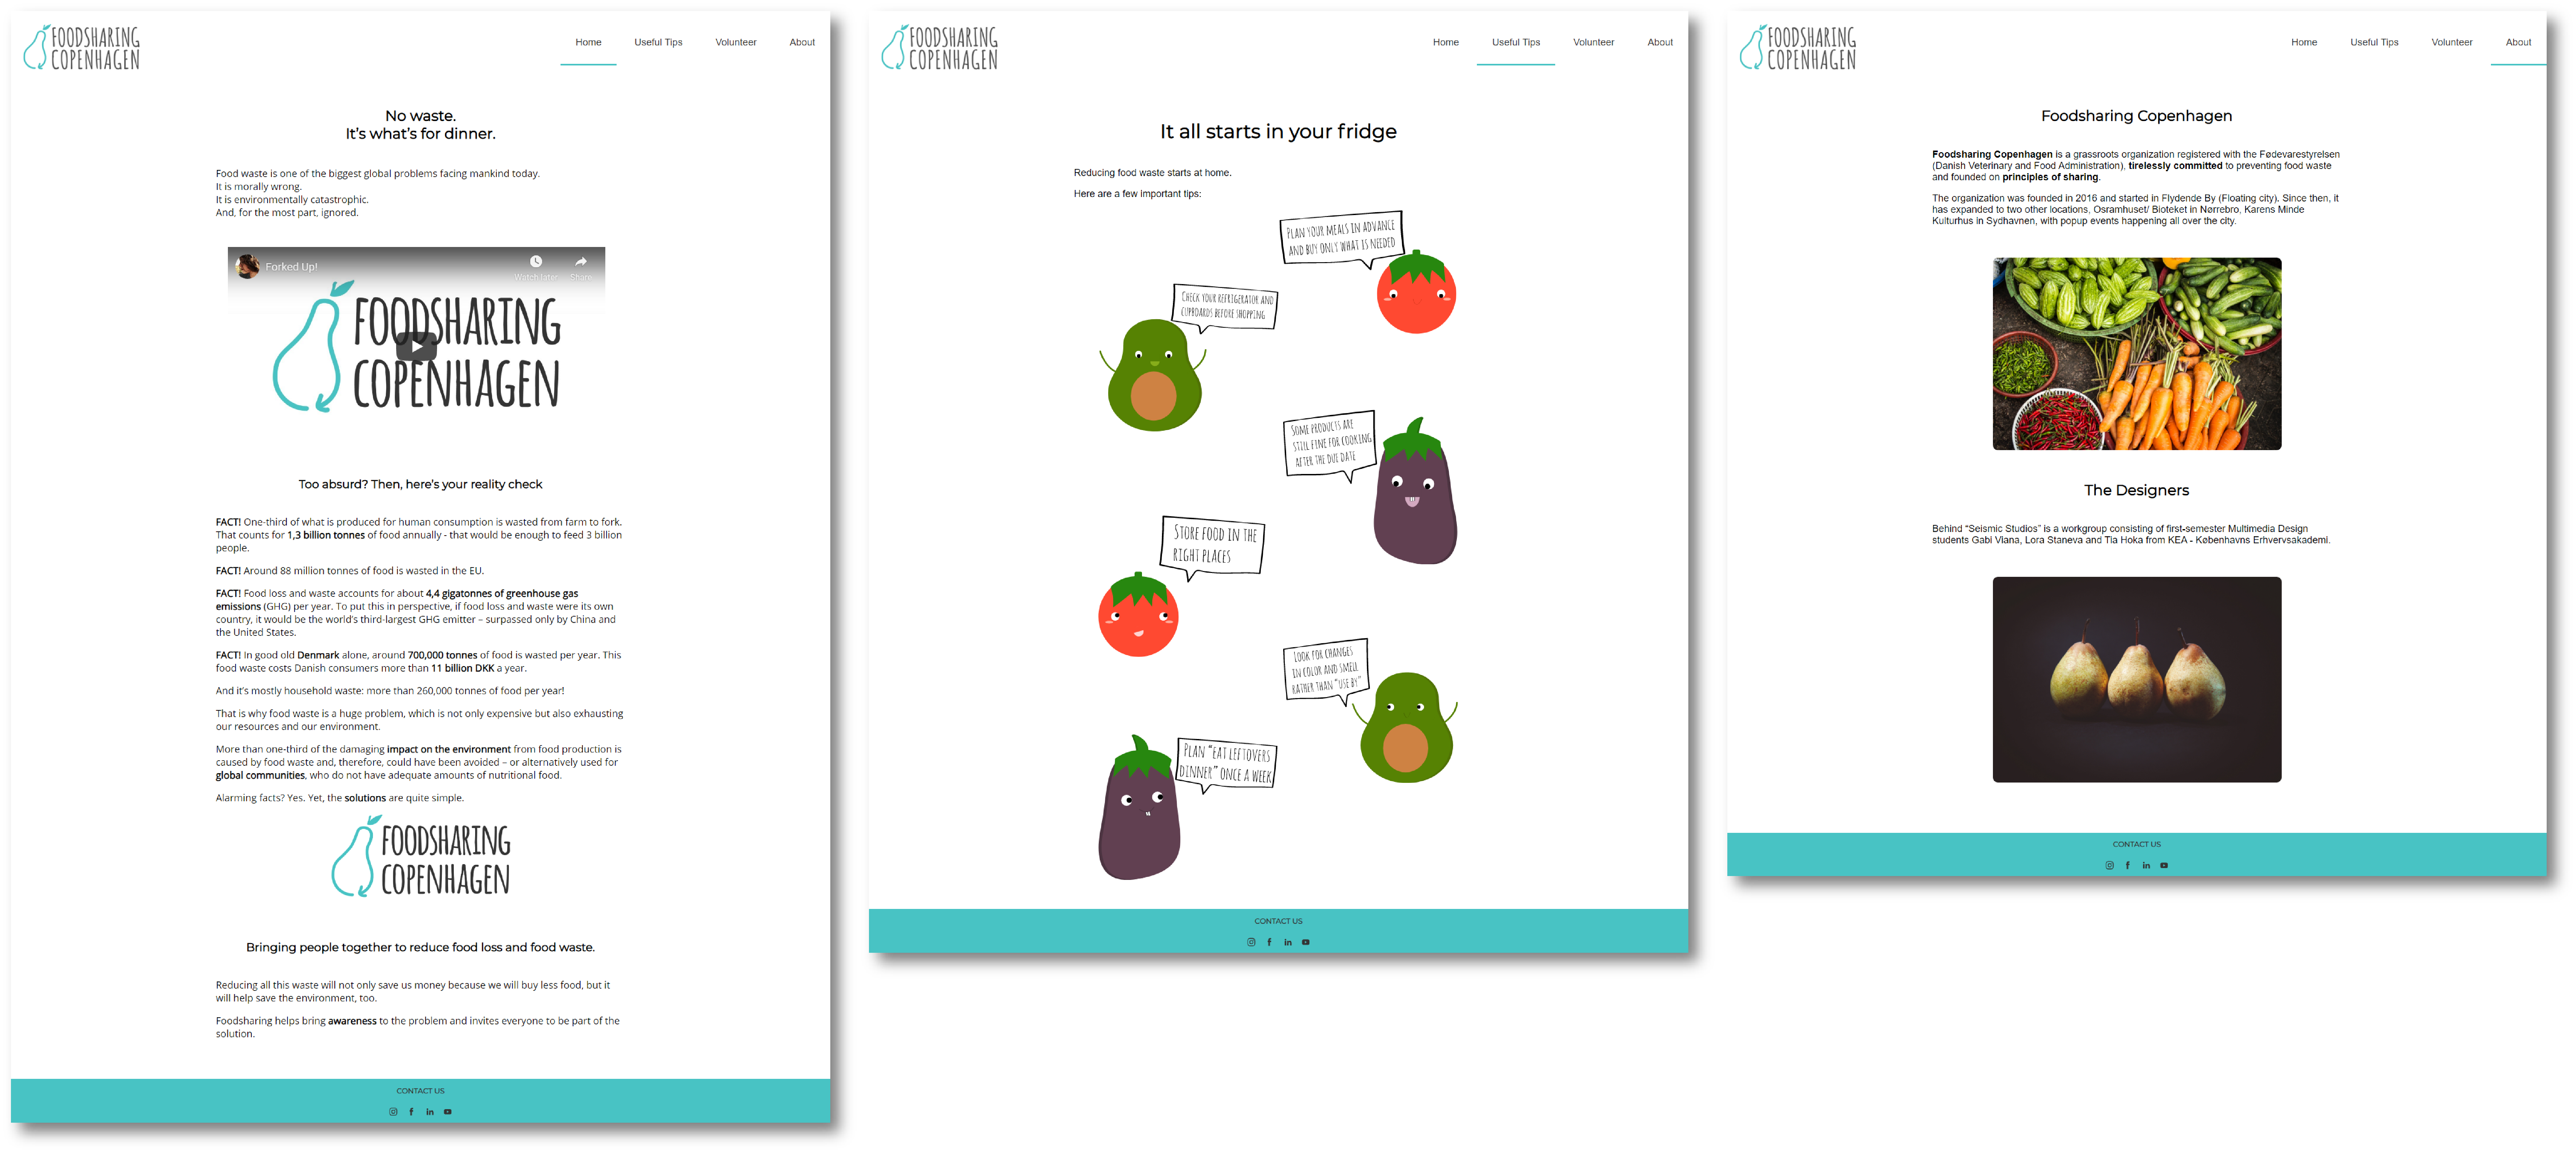 FOODSHARING
COPENHAGEN
Home Useful Tips Volunteer About
No waste.
It’s what’s for dinner.
Food waste is one of the biggest global problems facing mankind today.
It is morally wrong.
It is environmentally catastrophic.
And, for the most part, ignored.
Forked Up!
Watch later Share
FOODSHARING
COPENHAGEN
Too absurd? Then, here’s your reality check
FACT! One-third of what is produced for human consumption is wasted from farm to fork.
That counts for 1,3 billion tonnes of food annually - that would be enough to feed 3 billion
people.
FACT! Around 88 million tonnes of food is wasted in the EU.
FACT! Food loss and waste accounts for about 4,4 gigatonnes of greenhouse gas
emissions (GHG) per year. To put this in perspective, if food loss and waste were its own
country, it would be the world’s third-largest GHG emitter – surpassed only by China and
the United States.
FACT! In good old Denmark alone, around 700,000 tonnes of food is wasted per year. This
food waste costs Danish consumers more than 11 billion DKK a year.
And it’s mostly household waste: more than 260,000 tonnes of food per year!
That is why food waste is a huge problem, which is not only expensive but also exhausting
our resources and our environment.
More than one-third of the damaging impact on the environment from food production is
caused by food waste and, therefore, could have been avoided – or alternatively used for
global communities, who do not have adequate amounts of nutritional food.
Alarming facts? Yes. Yet, the solutions are quite simple.
FOODSHARING
COPENHAGEN
Bringing people together to reduce food loss and food waste.
Reducing all this waste will not only save us money because we will buy less food, but it
will help save the environment, too.
Foodsharing helps bring awareness to the problem and invites everyone to be part of the
solution.
CONTACT US
FOODSHARING
COPENHAGEN
Home Useful Tips Volunteer About
It all starts in your fridge
Reducing food waste starts at home.
Here are a few important tips:
PLAN YOUR MEALS IN ADVANCE
AND BUY ONLY WHAT IS NEEDED
CHECK YOUR REFRIGERATOR AND
CUPBOARDS BEFORE SHOPPING
SOME PRODUCTS ARE
STILL FINE FOR COOKING
AFTER THE DUE DATE
STORE FOOD IN THE
RIGHT PLACES
LOOK FOR CHANGES
IN COLOR AND SMELL
RATHER THAN “USE BY”
PLAN “EAT LEFTOVERS
DINNER” ONCE A WEEK
CONTACT US
FOODSHARING
COPENHAGEN
Home Useful Tips Volunteer About
Foodsharing Copenhagen
Foodsharing Copenhagen is a grassroots organization registered with the Fødevarestyrelsen
(Danish Veterinary and Food Administration), tirelessly committed to preventing food waste
and founded on principles of sharing.
The organization was founded in 2016 and started in Flydende By (Floating city). Since then, it
has expanded to two other locations, Osramhuset/ Bioteket in Nørrebro, Karens Minde
Kulturhus in Sydhavnen, with popup events happening all over the city.
The Designers
Behind “Seismic Studios” is a workgroup consisting of first-semester Multimedia Design
students Gabi Viana, Lora Staneva and Tia Hoka from KEA - Københavns Erhvervsakademi.
CONTACT US